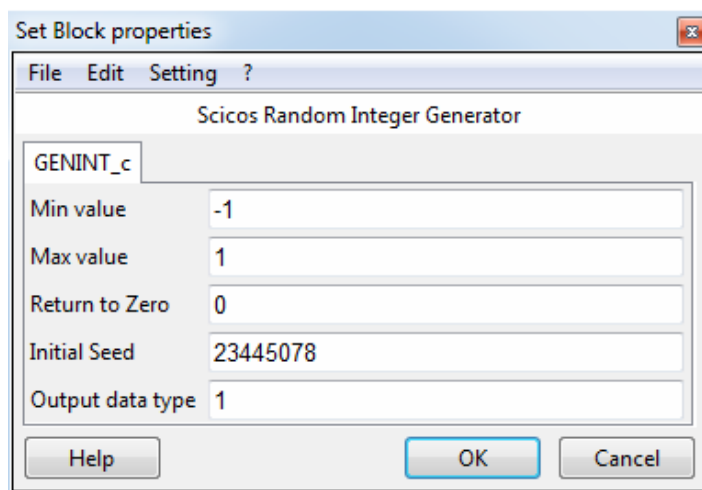 Set Block properties
File Edit Setting ?
Scicos Random Integer Generator
GENINT_c
Min value -1
Max value 1
Return to Zero 0
Initial Seed 23445078
Output data type 1
Help OK Cancel